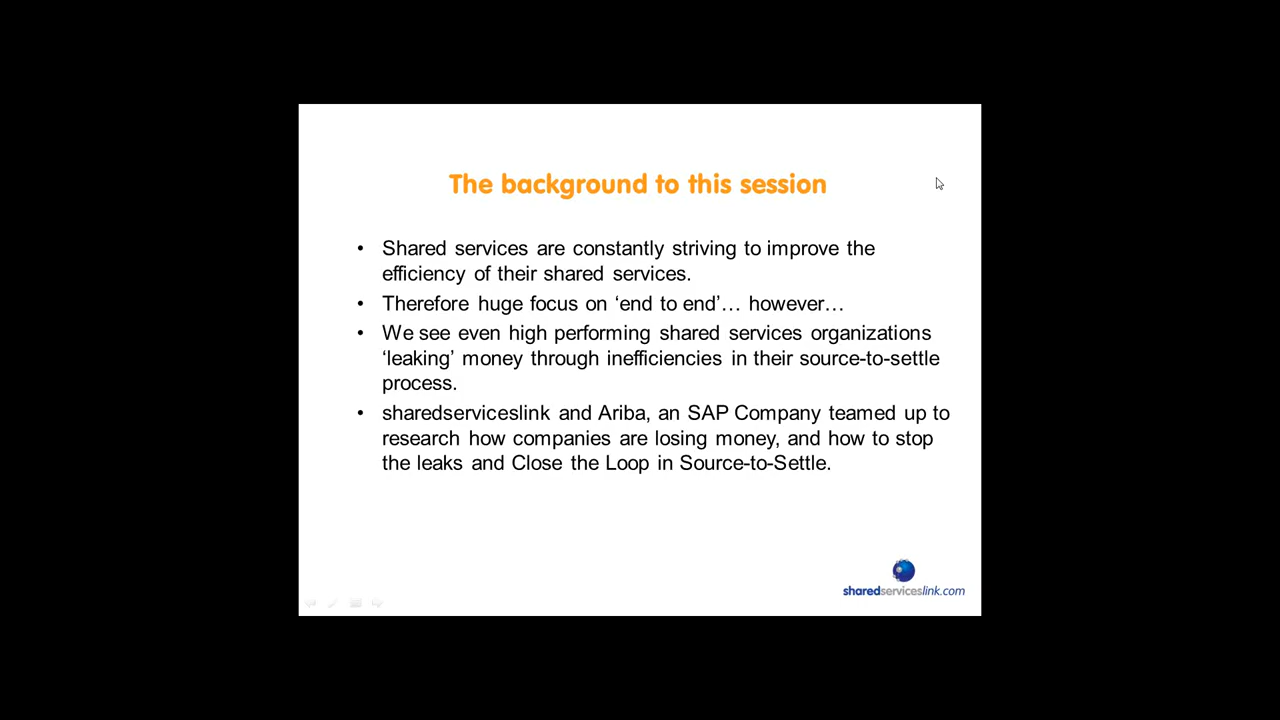 The background to this session
• Shared services are constantly striving to improve the
efficiency of their shared services.
• Therefore huge focus on ‘end to end’… however…
• We see even high performing shared services organizations
‘leaking’ money through inefficiencies in their source-to-settle
process.
• sharedserviceslink and Ariba, an SAP Company teamed up to
research how companies are losing money, and how to stop
the leaks and Close the Loop in Source-to-Settle.
sharedserviceslink.com